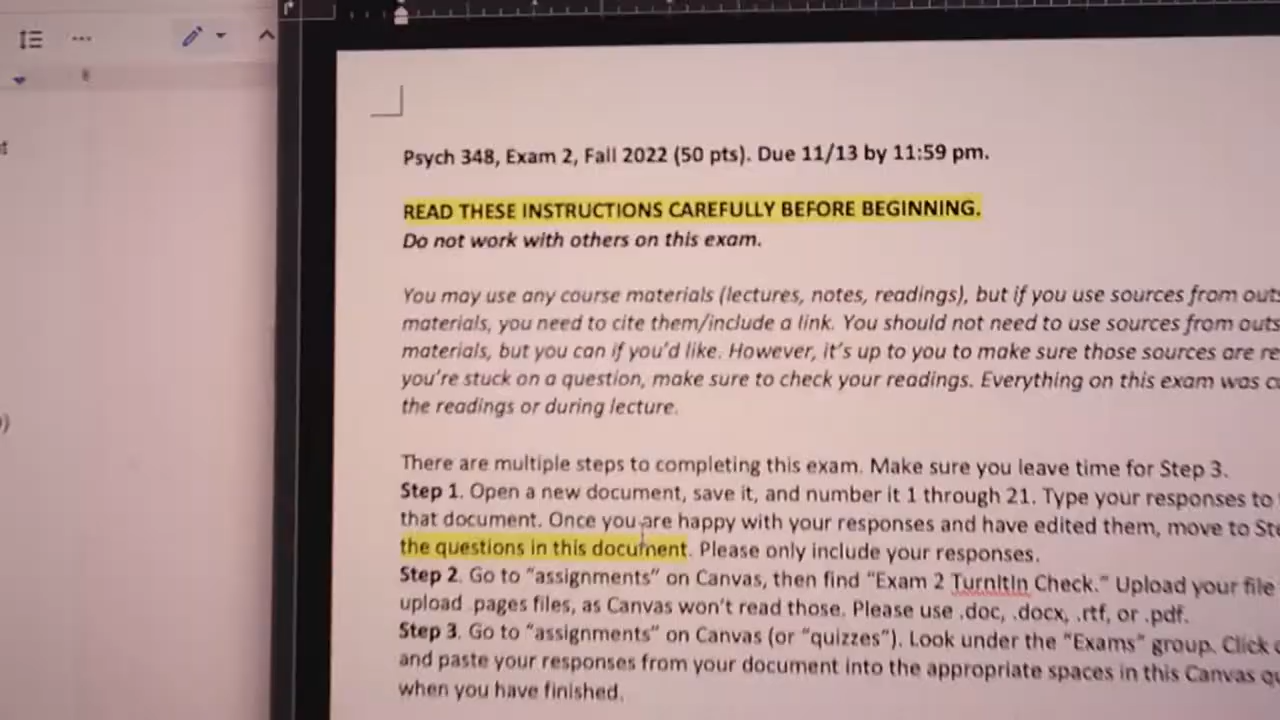 Psych 348, Exam 2, Fall 2022 (50 pts). Due 11/13 by 11:59 pm.
READ THESE INSTRUCTIONS CAREFULLY BEFORE BEGINNING.
Do not work with others on this exam.
You may use any course materials (lectures, notes, readings), but if you use sources from
materials, you need to cite them/include a link. You should not need to use sources from
materials, but you can if you'd like. However, it's up to you to make sure those sources are
you're stuck on a question, make sure to check your readings. Everything on this exam was
the readings or during lecture.
There are multiple steps to completing this exam. Make sure you leave time for Step 3.
Step 1. Open a new document, save it, and number it 1 through 21. Type your responses to
that document. Once you are happy with your responses and have edited them, move to
the questions in this document. Please only include your responses.
Step 2. Go to "assignments" on Canvas, then find "Exam 2 TurnItIn Check." Upload your file
upload .pages files, as Canvas won't read those. Please use .doc, .docx, .rtf, or .pdf.
Step 3. Go to "assignments" on Canvas (or "quizzes"). Look under the "Exams" group. Click
and paste your responses from your document into the appropriate spaces in this Canvas
when you have finished.